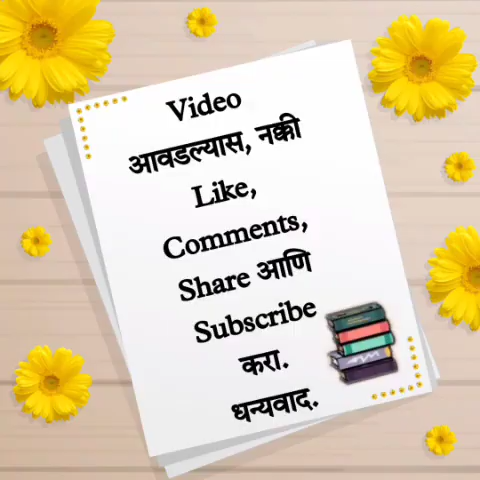 Video
आवडल्यास, नक्की
Like,
Comments,
Share आणि
Subscribe
करा.
धन्यवाद.